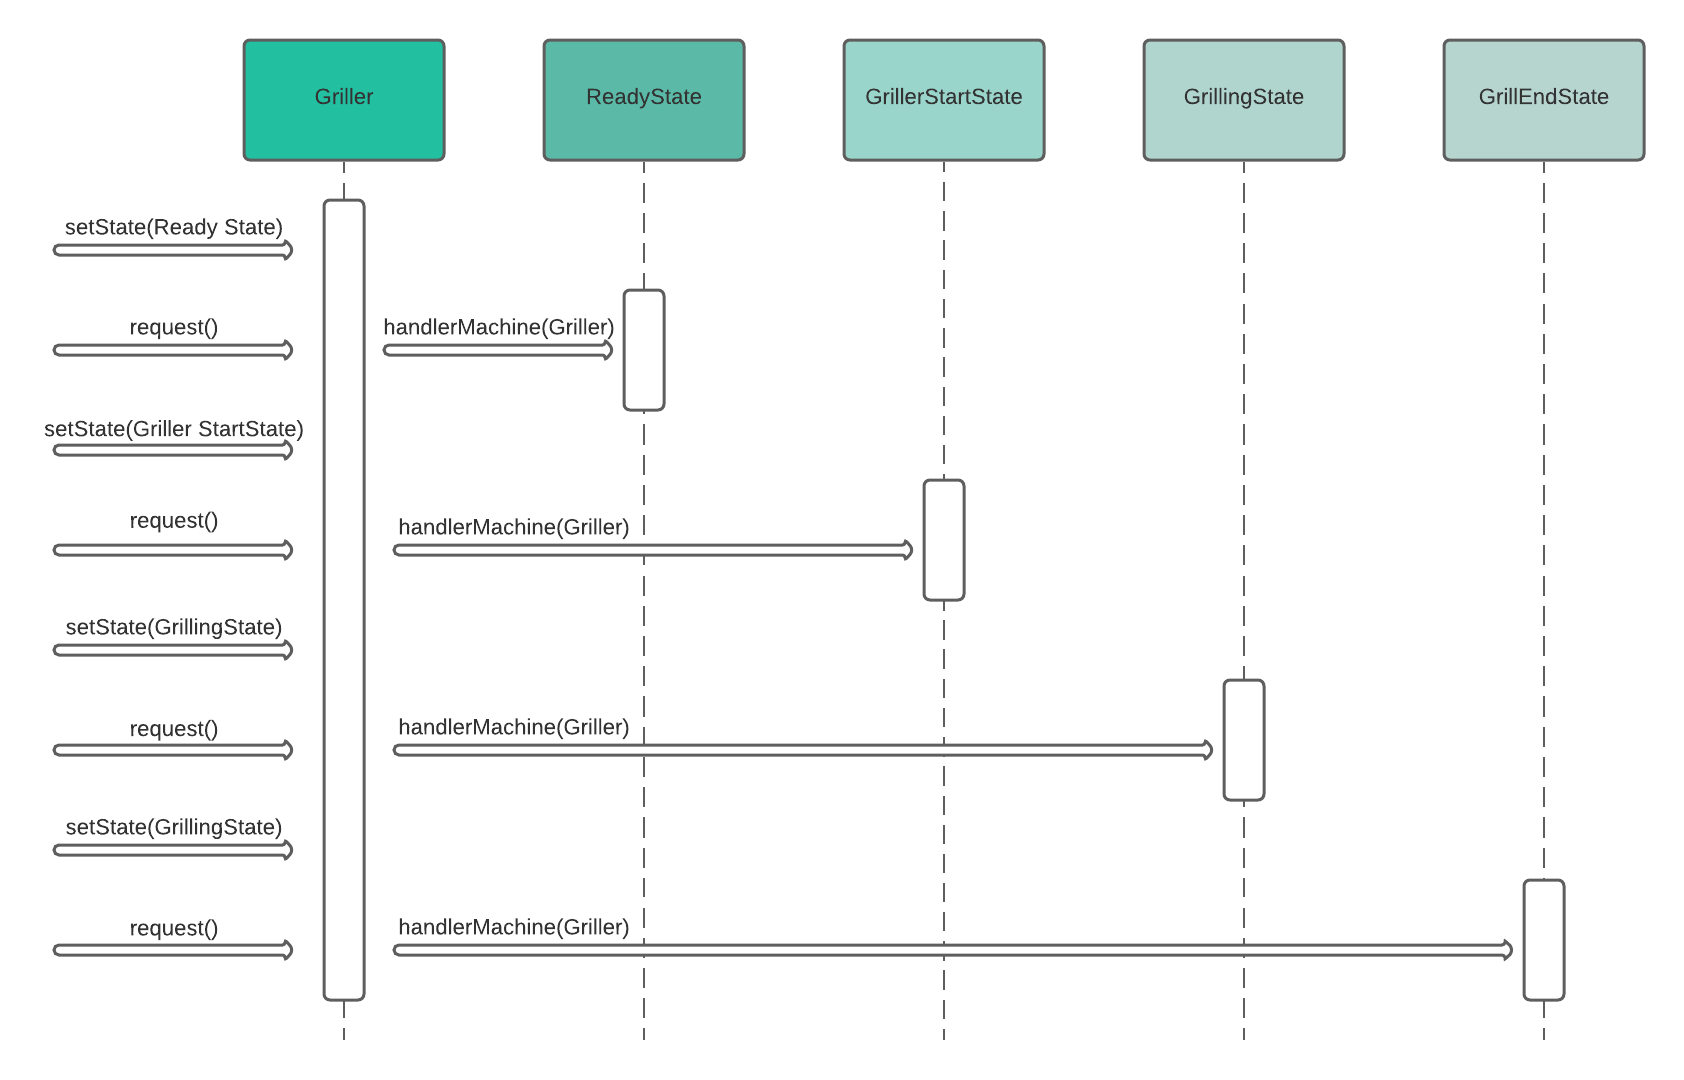 Griller
ReadyState
GrillerStartState
GrillingState
GrillEndState
setState(Ready State)
request()
handlerMachine(Griller)
setState(Griller StartState)
request()
handlerMachine(Griller)
setState(GrillingState)
request()
handlerMachine(Griller)
setState(GrillingState)
request()
handlerMachine(Griller)